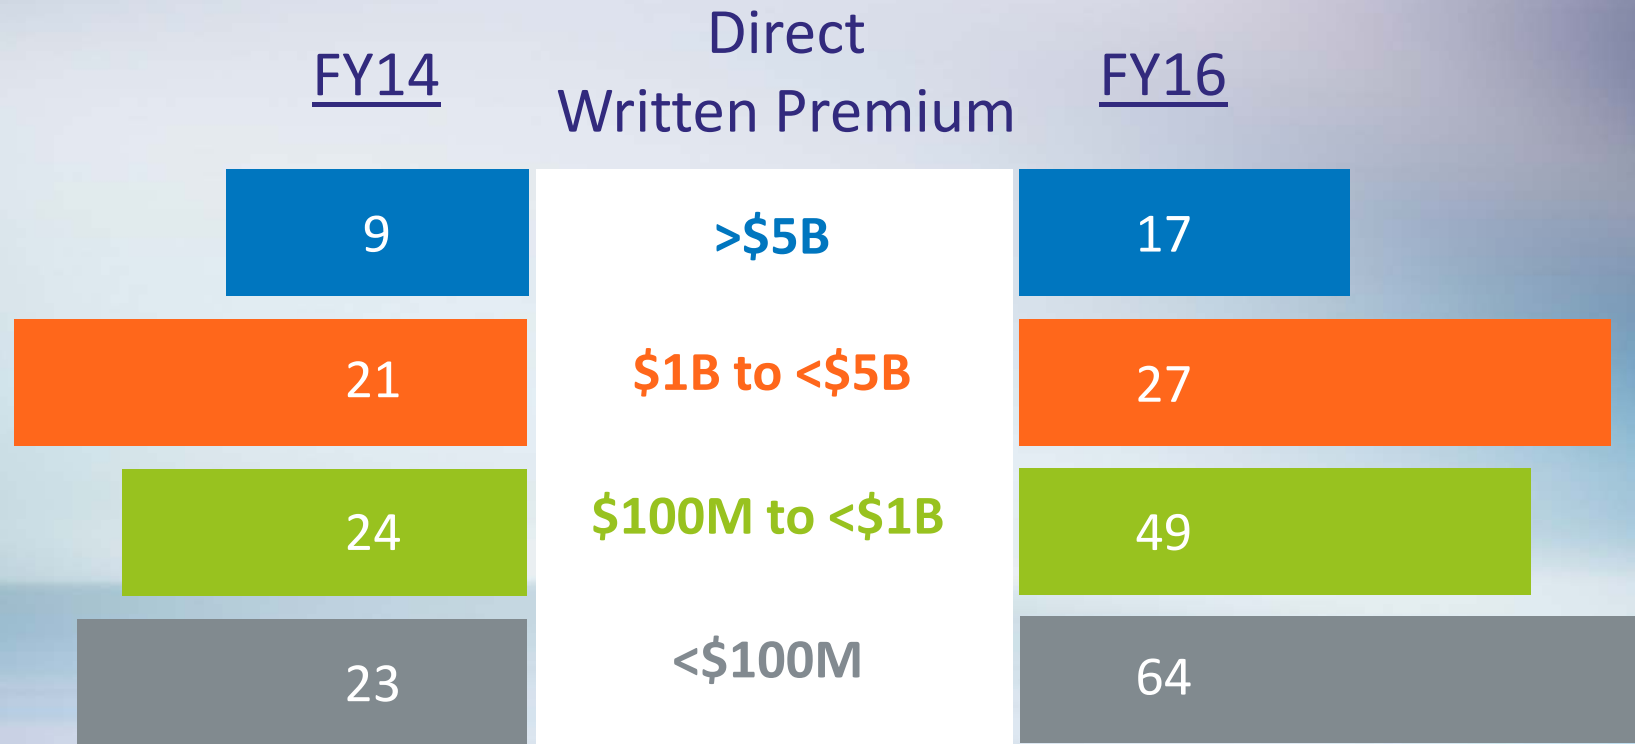 Direct
Written Premium
FY14
FY16
9
>$5B
17
21
$1B to <$5B
27
24
$100M to <$1B
49
23
<$100M
64